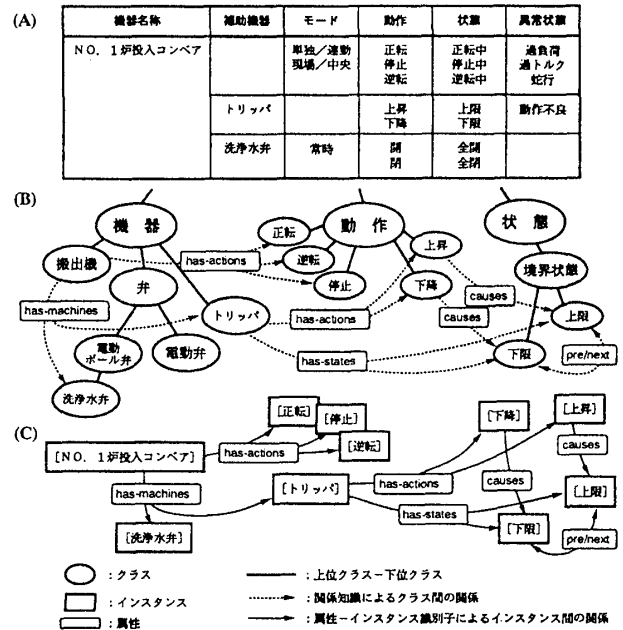 (A)
機器名称 補助機器 モード 動作 状態 異常状態
NO. 1炉投入コンベア 単独／連動 正転 正転中 過負荷
現場／中央 停止 停止中 過トルク
逆転 逆転中 蛇行
トリッパ 上昇 上限 動作不良
下降 下限
洗浄水弁 常時 開 全開
閉 全閉
(B)
機器
正転
動作
状態
上昇
搬出機
has-actions
逆転
境界状態
停止
弁
下降
causes
has-machines
causes
トリッパ
has-actions
上限
電動
ボール弁
電動弁
has-states
下限
pre/next
洗浄水弁
(C)
[正転]
[停止]
[下降]
[上昇]
[NO. 1炉投入コンベア]
has-actions
[逆転]
causes
has-machines
[トリッパ]
has-actions
causes
[上限]
has-states
[下限]
[洗浄水弁]
pre/next
：クラス ：上位クラス－下位クラス
：インスタンス ：関係知識によるクラス間の関係
：属性 ：属性－インスタンス識別子によるインスタンス間の関係